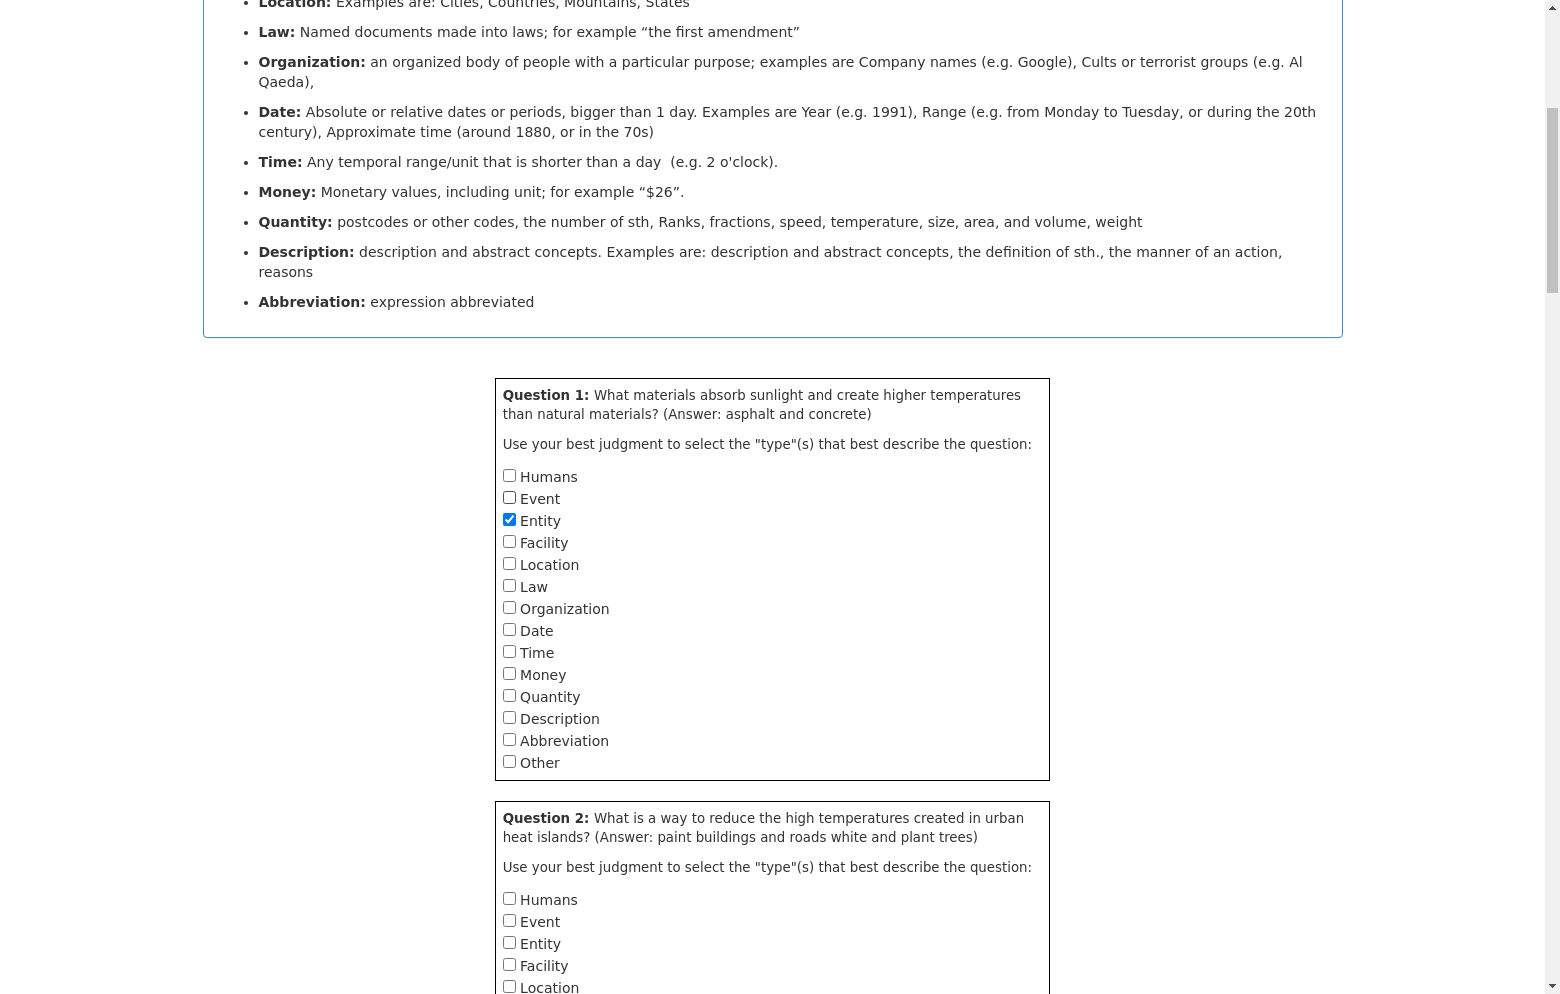 Location: Examples are: Cities, Countries, Mountains, States
Law: Named documents made into laws; for example “the first amendment”
Organization: an organized body of people with a particular purpose; examples are Company names (e.g. Google), Cults or terrorist groups (e.g. Al
Qaeda),
Date: Absolute or relative dates or periods, bigger than 1 day. Examples are Year (e.g. 1991), Range (e.g. from Monday to Tuesday, or during the 20th
century), Approximate time (around 1880, or in the 70s)
Time: Any temporal range/unit that is shorter than a day  (e.g. 2 o'clock).
Money: Monetary values, including unit; for example “$26”.
Quantity: postcodes or other codes, the number of sth, Ranks, fractions, speed, temperature, size, area, and volume, weight
Description: description and abstract concepts. Examples are: description and abstract concepts, the definition of sth., the manner of an action,
reasons
Abbreviation: expression abbreviated
Question 1: What materials absorb sunlight and create higher temperatures
than natural materials? (Answer: asphalt and concrete)
Use your best judgment to select the "type"(s) that best describe the question:
Humans
Event
Entity
Facility
Location
Law
Organization
Date
Time
Money
Quantity
Description
Abbreviation
Other
Question 2: What is a way to reduce the high temperatures created in urban
heat islands? (Answer: paint buildings and roads white and plant trees)
Use your best judgment to select the "type"(s) that best describe the question:
Humans
Event
Entity
Facility
Location